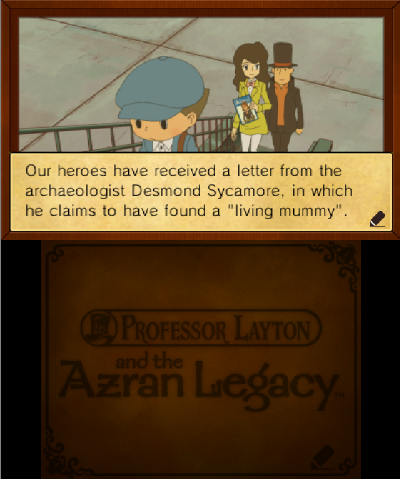 Our heroes have received a letter from the
archaeologist Desmond Sycamore, in which
he claims to have found a "living mummy".
PROFESSOR LAYTON
and the
Azran Legacy™